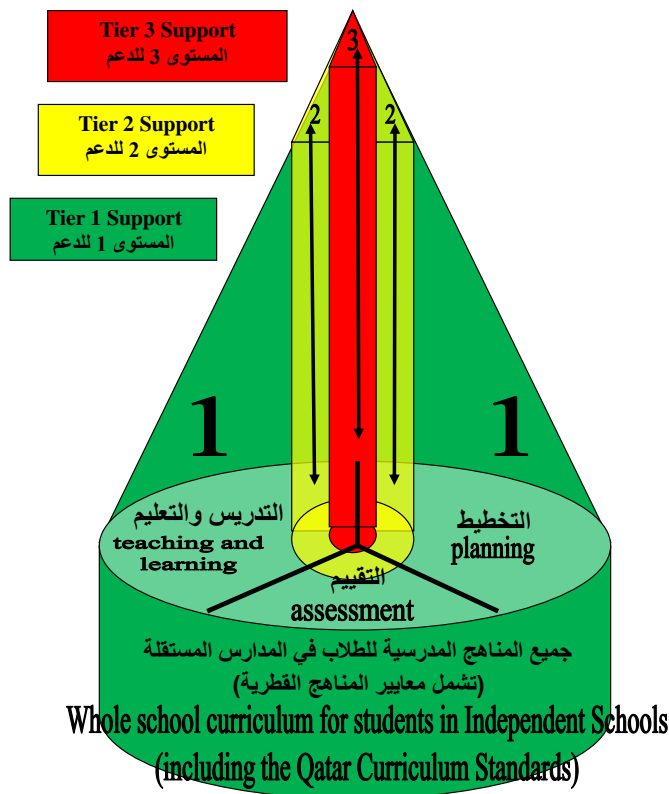 Tier 3 Support
المستوى 3 للدعم
3
Tier 2 Support
المستوى 2 للدعم
2
2
Tier 1 Support
المستوى 1 للدعم
1
1
التدريس والتعليم
teaching and
learning
التخطيط
planning
التقييم
assessment
جميع المناهج المدرسية للطلاب في المدارس المستقلة
(تشمل معايير المناهج القطرية)
Whole school curriculum for students in Independent Schools
(including the Qatar Curriculum Standards)